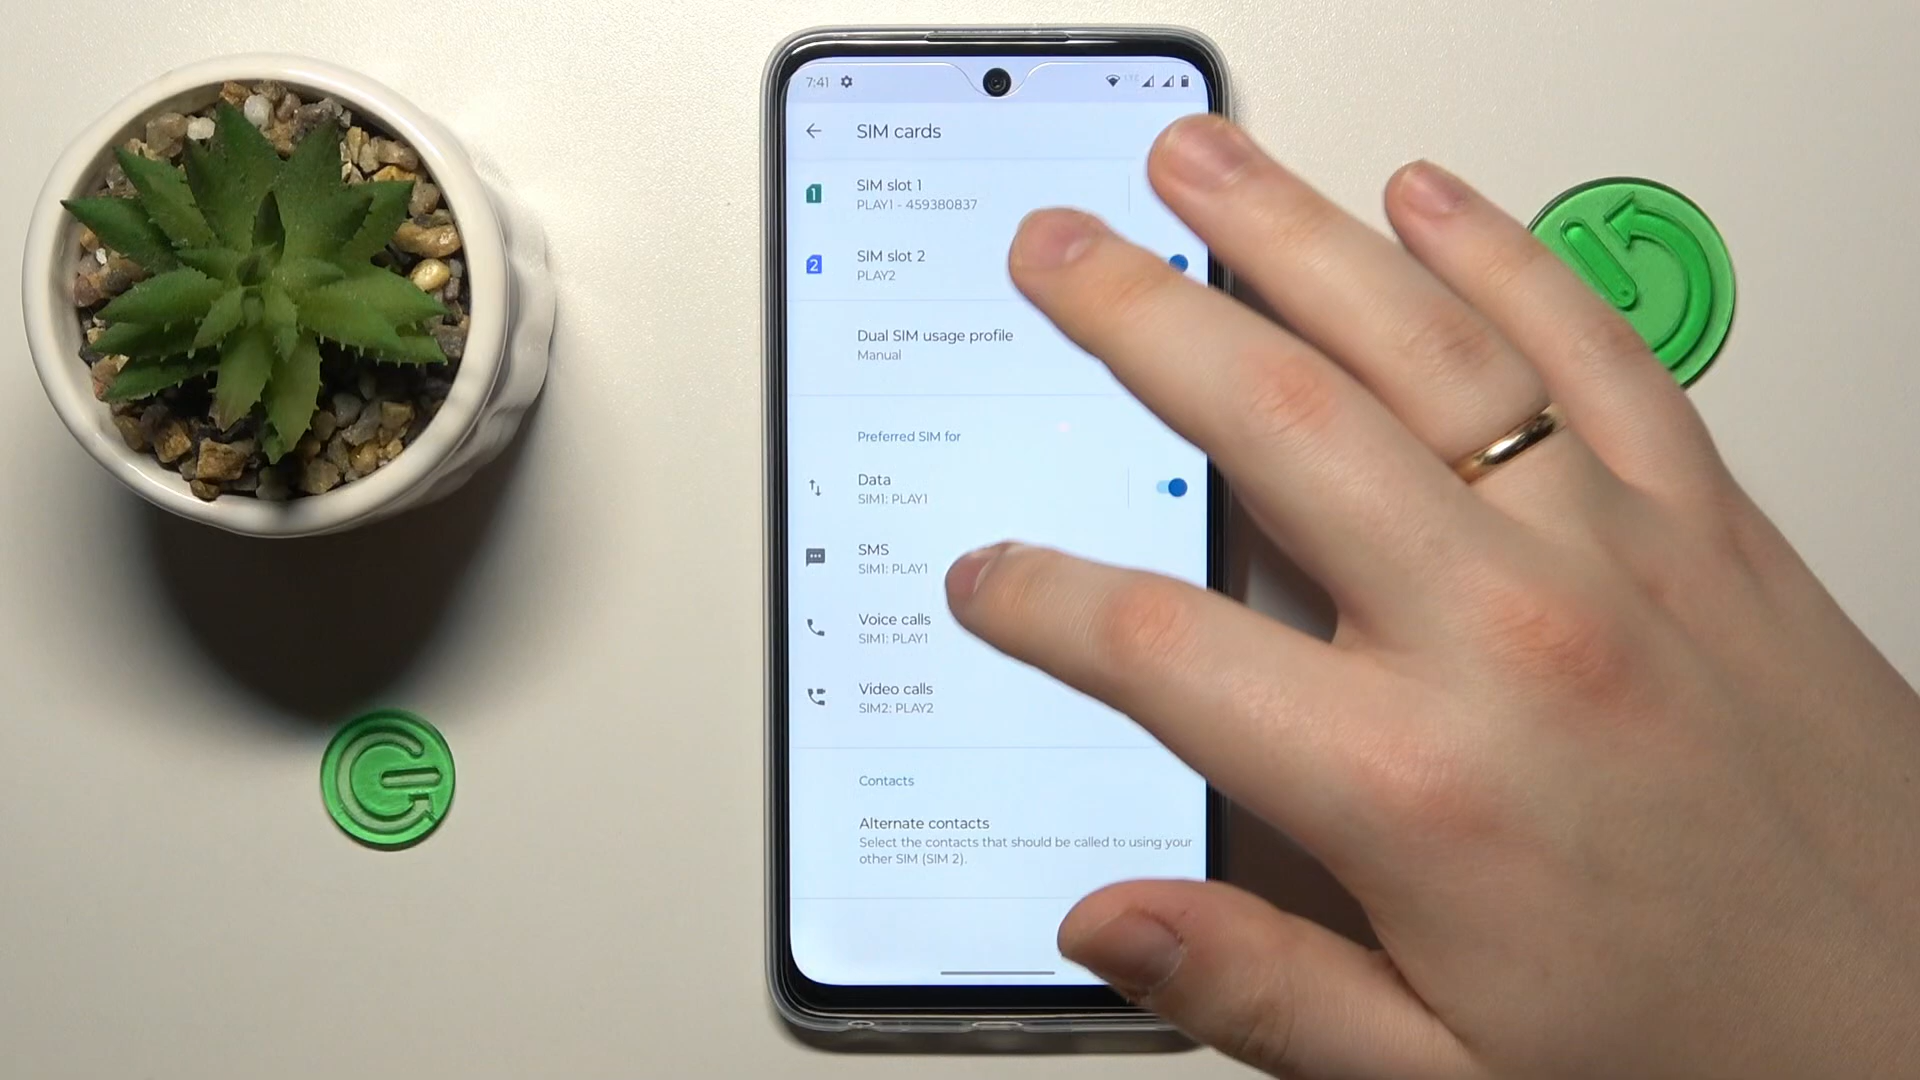 7:41
SIM cards
1
SIM slot 1
PLAY1 - 459380837
2
SIM slot 2
PLAY2
Dual SIM usage profile
Manual
Preferred SIM for
Data
SIM1: PLAY1
SMS
SIM1: PLAY1
Voice calls
SIM1: PLAY1
Video calls
SIM2: PLAY2
Contacts
Alternate contacts
Select the contacts that should be called to using your
other SIM (SIM 2).